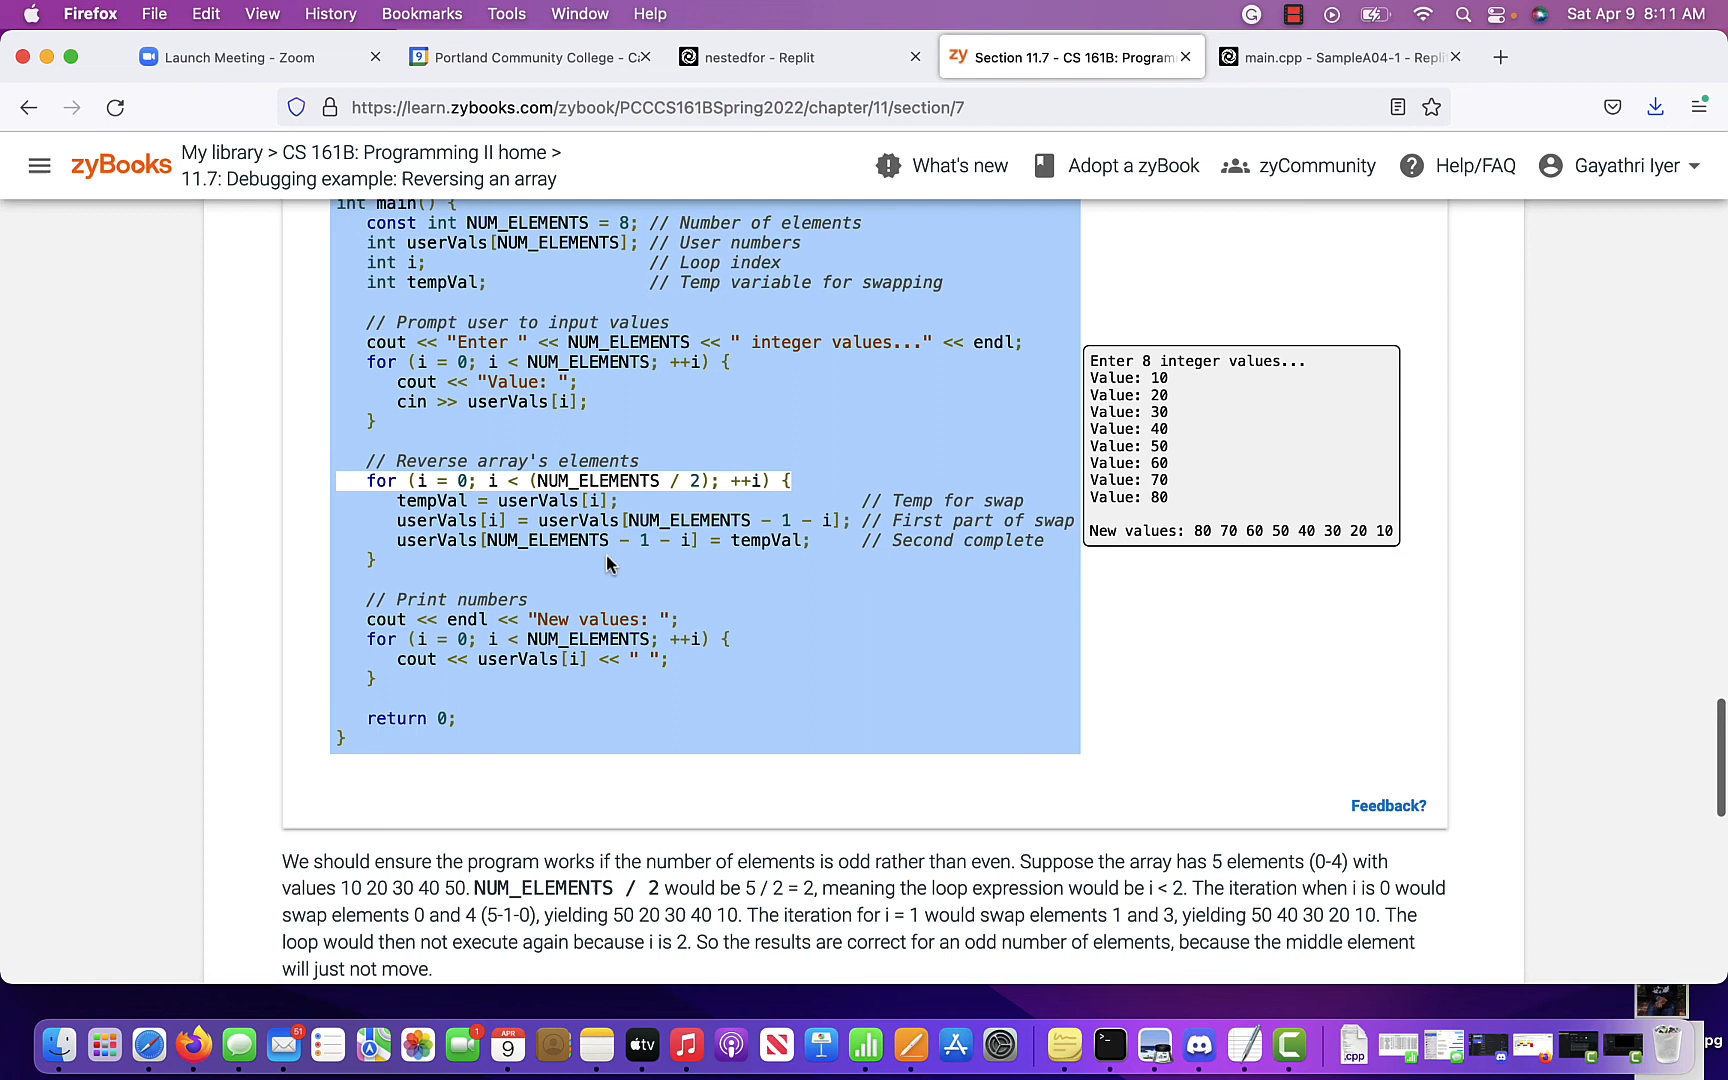 Firefox File Edit View History Bookmarks Tools Window Help Sat Apr 9 8:11 AM
Launch Meeting - Zoom
Portland Community College - Ca
nestedfor - Replit
zy Section 11.7 - CS 161B: Program
main.cpp - SampleA04-1 - Repli
https://learn.zybooks.com/zybook/PCCCS161BSpring2022/chapter/11/section/7
zyBooks
My library > CS 161B: Programming II home >
11.7: Debugging example: Reversing an array
What's new
Adopt a zyBook
zyCommunity
Help/FAQ
Gayathri Iyer
int main() {
const int NUM_ELEMENTS = 8; // Number of elements
int userVals[NUM_ELEMENTS]; // User numbers
int i; // Loop index
int tempVal; // Temp variable for swapping
// Prompt user to input values
cout << "Enter " << NUM_ELEMENTS << " integer values..." << endl;
for (i = 0; i < NUM_ELEMENTS; ++i) {
cout << "Value: ";
cin >> userVals[i];
}
// Reverse array's elements
for (i = 0; i < (NUM_ELEMENTS / 2); ++i) {
tempVal = userVals[i]; // Temp for swap
userVals[i] = userVals[NUM_ELEMENTS - 1 - i]; // First part of swap
userVals[NUM_ELEMENTS - 1 - i] = tempVal; // Second complete
}
// Print numbers
cout << endl << "New values: ";
for (i = 0; i < NUM_ELEMENTS; ++i) {
cout << userVals[i] << " ";
}
return 0;
}
Enter 8 integer values...
Value: 10
Value: 20
Value: 30
Value: 40
Value: 50
Value: 60
Value: 70
Value: 80
New values: 80 70 60 50 40 30 20 10
Feedback?
We should ensure the program works if the number of elements is odd rather than even. Suppose the array has 5 elements (0-4) with
values 10 20 30 40 50. NUM_ELEMENTS / 2 would be 5 / 2 = 2, meaning the loop expression would be i < 2. The iteration when i is 0 would
swap elements 0 and 4 (5-1-0), yielding 50 20 30 40 10. The iteration for i = 1 would swap elements 1 and 3, yielding 50 40 30 20 10. The
loop would then not execute again because i is 2. So the results are correct for an odd number of elements, because the middle element
will just not move.
51
APR
9
tv
1
.cpp
pg